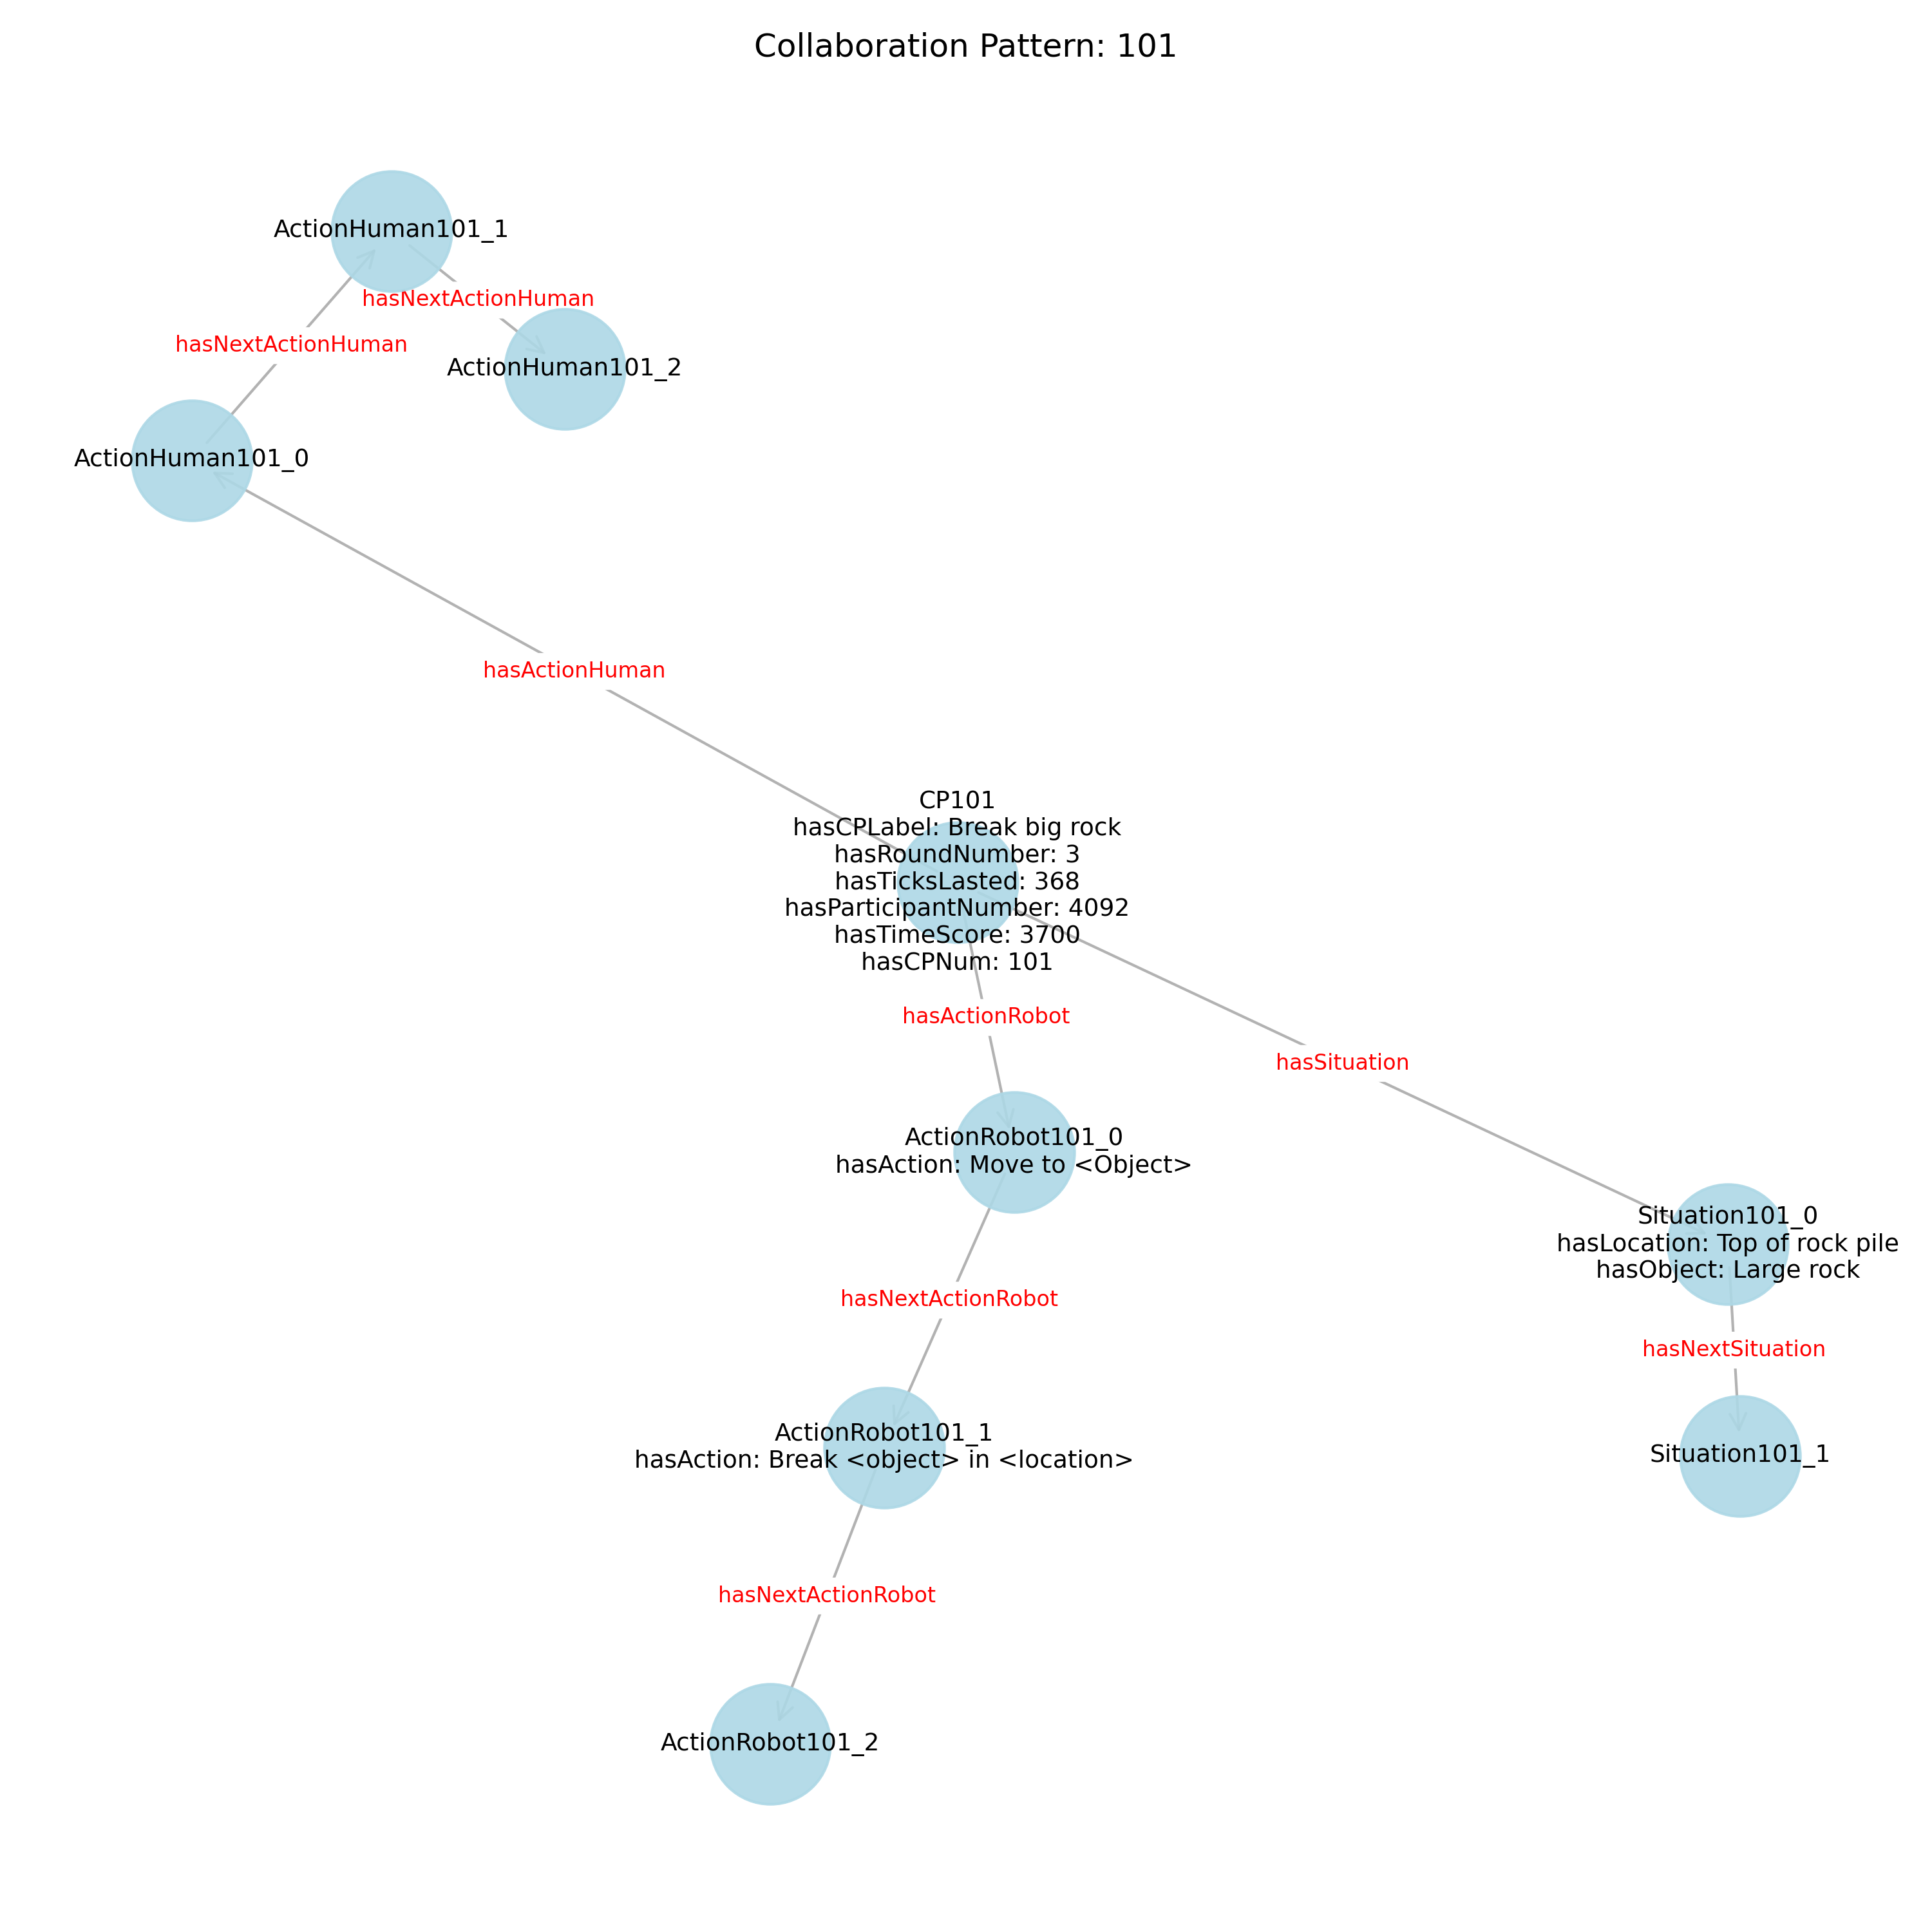 Collaboration Pattern: 101
ActionHuman101_1
hasNextActionHuman
hasNextActionHuman
ActionHuman101_2
ActionHuman101_0
hasActionHuman
CP101
hasCPLabel: Break big rock
hasRoundNumber: 3
hasTicksLasted: 368
hasParticipantNumber: 4092
hasTimeScore: 3700
hasCPNum: 101
hasActionRobot
hasSituation
ActionRobot101_0
hasAction: Move to <Object>
Situation101_0
hasLocation: Top of rock pile
hasObject: Large rock
hasNextActionRobot
hasNextSituation
ActionRobot101_1
hasAction: Break <object> in <location>
Situation101_1
hasNextActionRobot
ActionRobot101_2